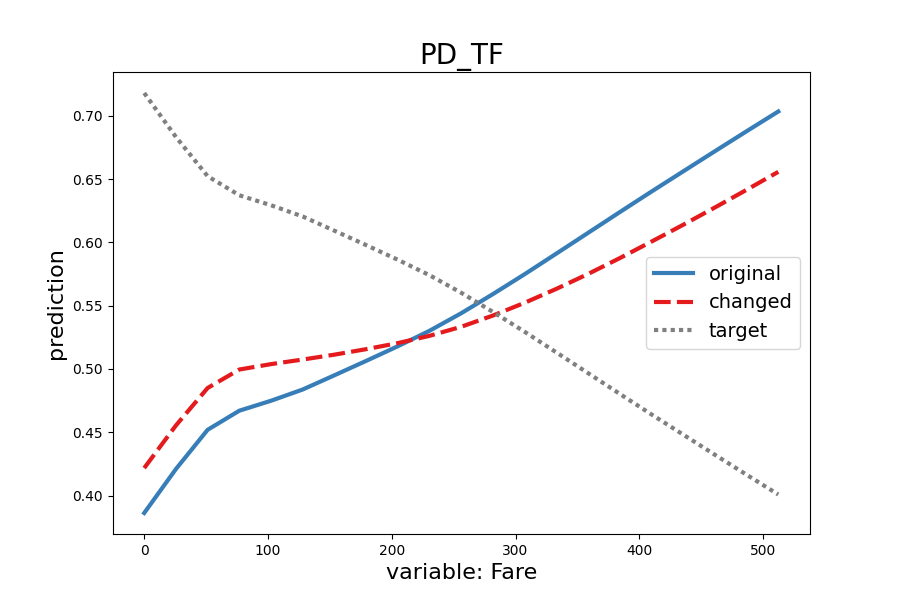 PD_TF
prediction
0.70
0.65
0.60
0.55
0.50
0.45
0.40
original
changed
target
0 100 200 300 400 500
variable: Fare